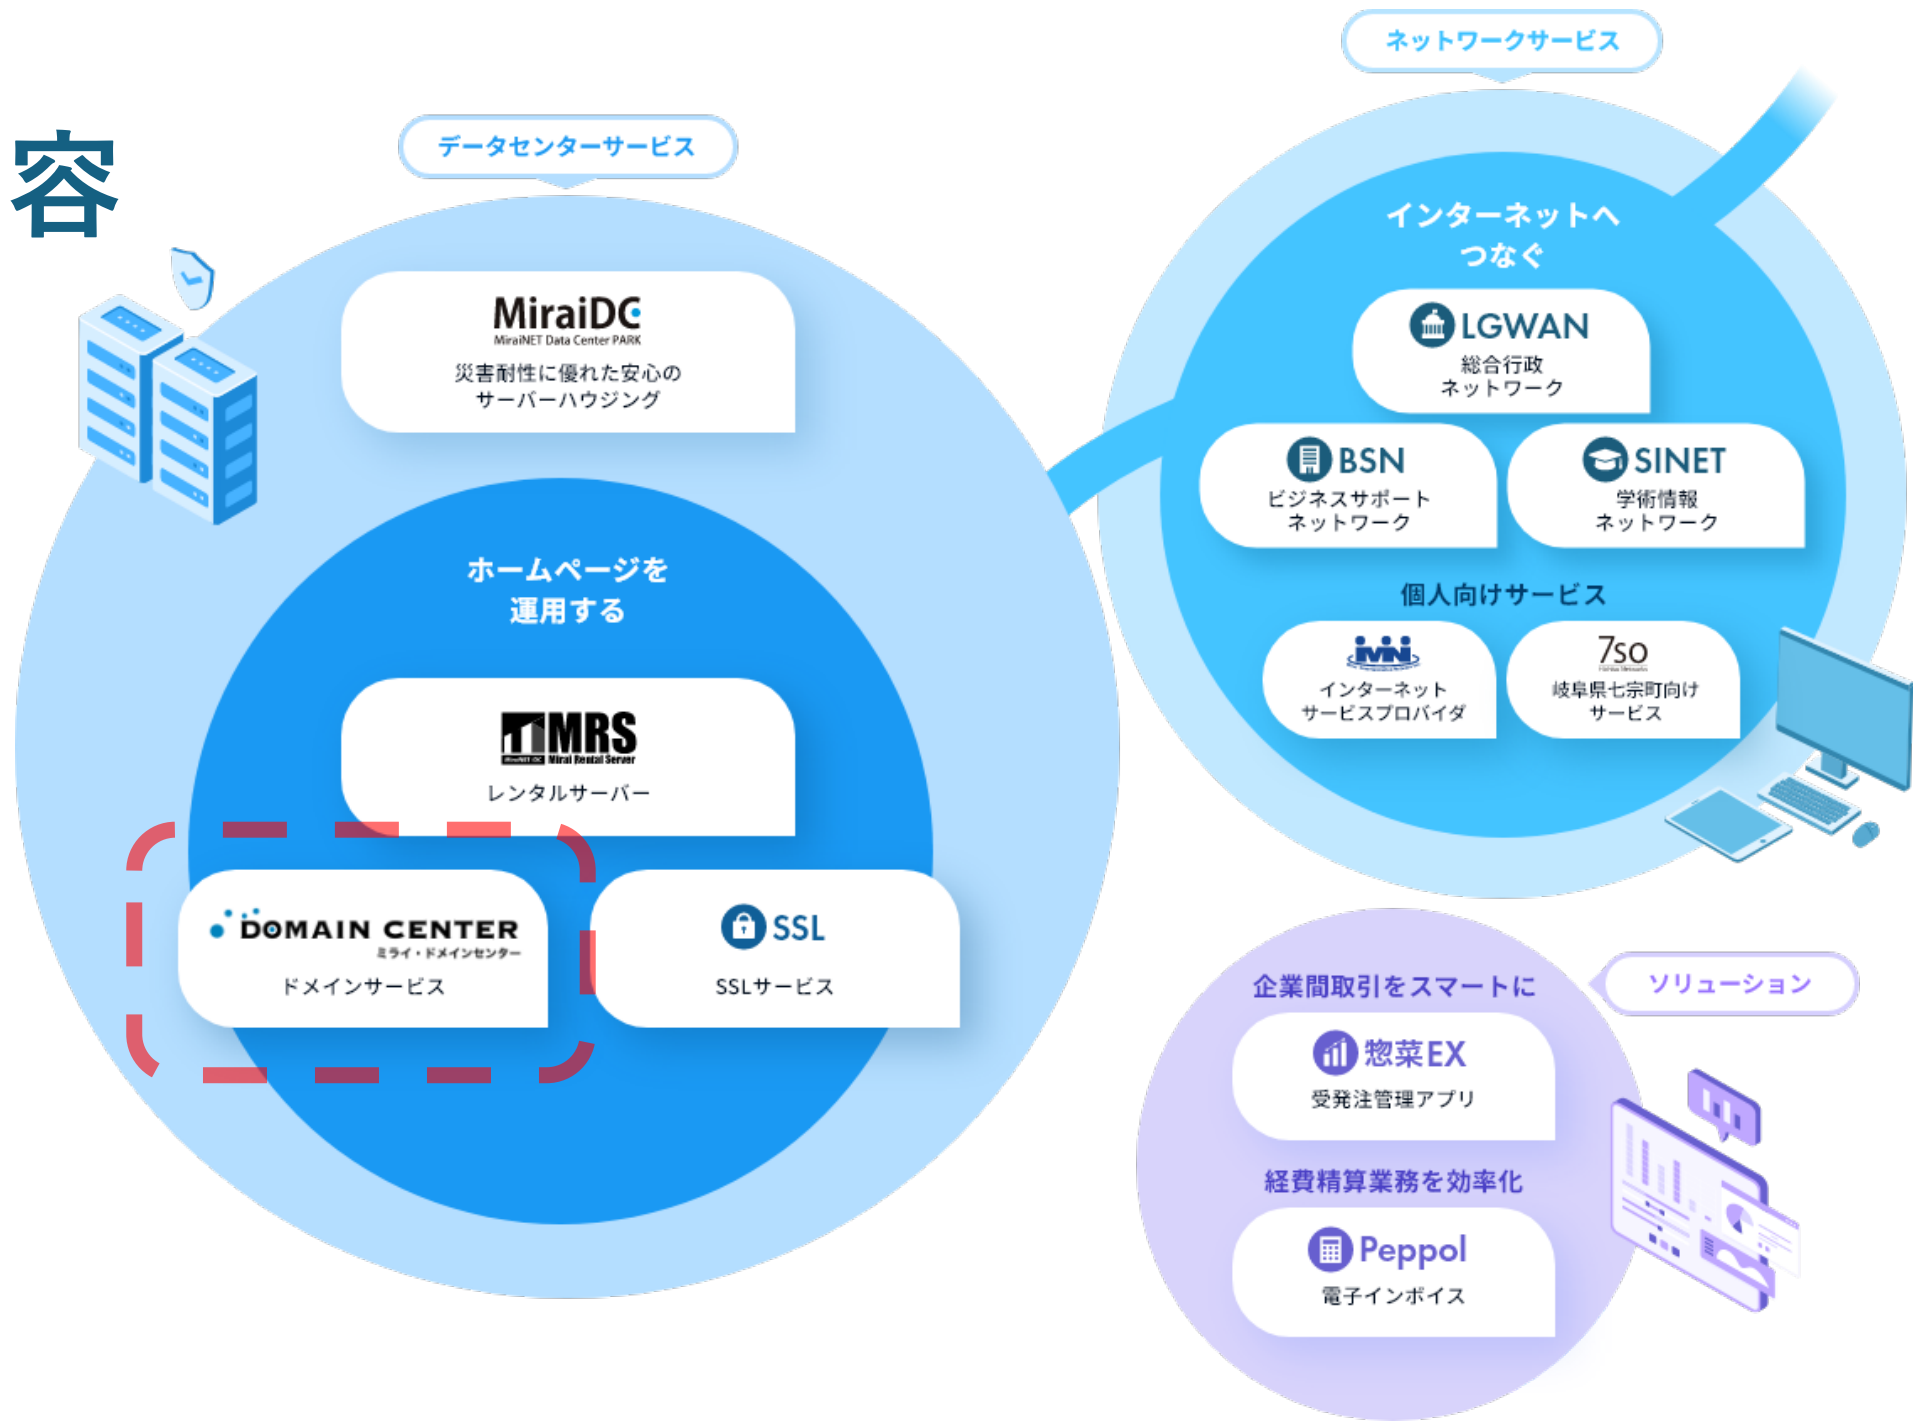 容
データセンターサービス
MiraiDC
MiraiNET Data Center PARK
災害耐性に優れた安心の
サーバーハウジング
ホームページを
運用する
MRS
MiraiNET DC Mirai Rental Server
レンタルサーバー
DOMAIN CENTER
ミライ・ドメインセンター
ドメインサービス
SSL
SSLサービス
ネットワークサービス
インターネットへ
つなぐ
LGWAN
総合行政
ネットワーク
BSN
ビジネスサポート
ネットワーク
SINET
学術情報
ネットワーク
個人向けサービス
インターネット
サービスプロバイダ
7so
岐阜県七宗町向け
サービス
ソリューション
企業間取引をスマートに
惣菜EX
受発注管理アプリ
経費精算業務を効率化
Peppol
電子インボイス